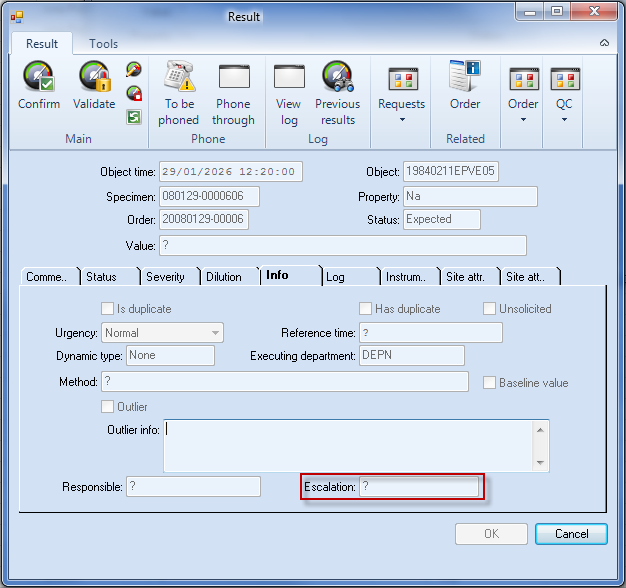 Result
Result Tools
Confirm Validate To be phoned Phone through View log Previous results Requests Order Order QC
Main Phone Log Related
Object time: 29/01/2026 12:20:00 Object: 19840211EPVE05
Specimen: 080129-0000606 Property: Na
Order: 20080129-00006 Status: Expected
Value: ?
Comme.. Status Severity Dilution Info Log Instrum.. Site attr. Site att..
Is duplicate Has duplicate Unsolicited
Urgency: Normal Reference time: ?
Dynamic type: None Executing department: DEPN
Method: ? Baseline value
Outlier
Outlier info:
Responsible: ? Escalation: ?
OK Cancel